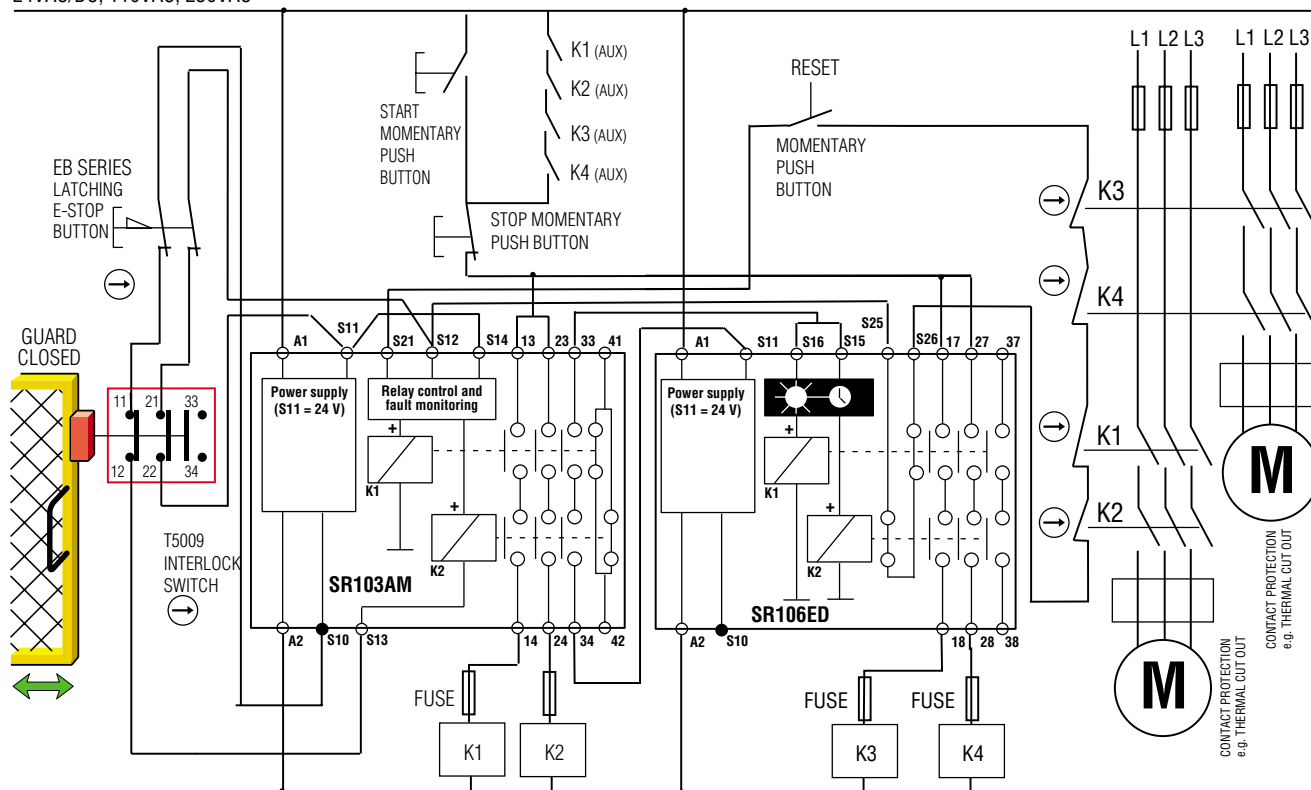 L1 L2 L3
L1 L2 L3
K1 (AUX)
K2 (AUX)
K3 (AUX)
K4 (AUX)
START
MOMENTARY
PUSH
BUTTON
RESET
MOMENTARY
PUSH
BUTTON
EB SERIES
LATCHING
E-STOP
BUTTON
STOP MOMENTARY
PUSH BUTTON
K3
K4
K1
K2
GUARD
CLOSED
11 21 33
12 22 34
T5009
INTERLOCK
SWITCH
A1 S11 S21 S12 S14 13 23 33 41
Power supply
(S11 = 24 V)
Relay control and
fault monitoring
+
K1
+
K2
SR103AM
A2 S10 S13 14 24 34 42
A1 S11 S16 S15 S25 S26 17 27 37
Power supply
(S11 = 24 V)
+
K1
+
K2
SR106ED
A2 S10 18 28 38
FUSE
K1 K2
FUSE FUSE
K3 K4
M
CONTACT PROTECTION
e.g. THERMAL CUT OUT
M
CONTACT PROTECTION
e.g. THERMAL CUT OUT